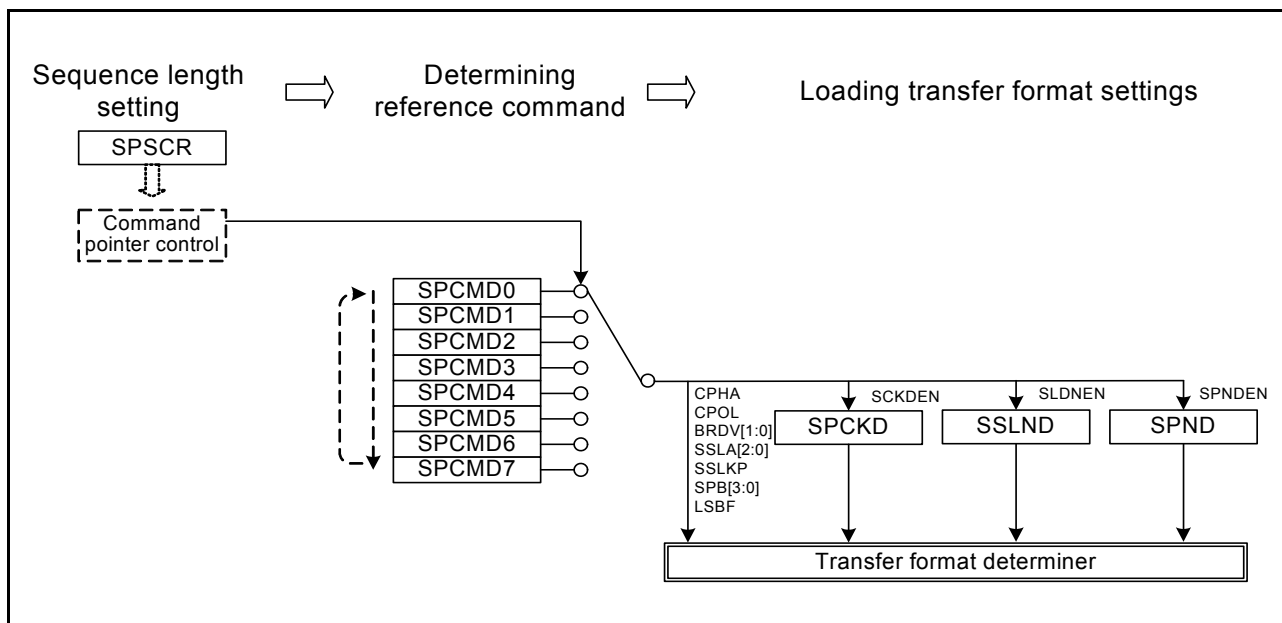 Sequence length
setting
Determining
reference command
Loading transfer format settings
SPSCR
Command
pointer control
SPCMD0
SPCMD1
SPCMD2
SPCMD3
SPCMD4
SPCMD5
SPCMD6
SPCMD7
CPHA
CPOL
BRDV[1:0]
SSLA[2:0]
SSLKP
SPB[3:0]
LSBF
SCKDEN
SLDNEN
SPNDEN
SPCKD
SSLND
SPND
Transfer format determiner